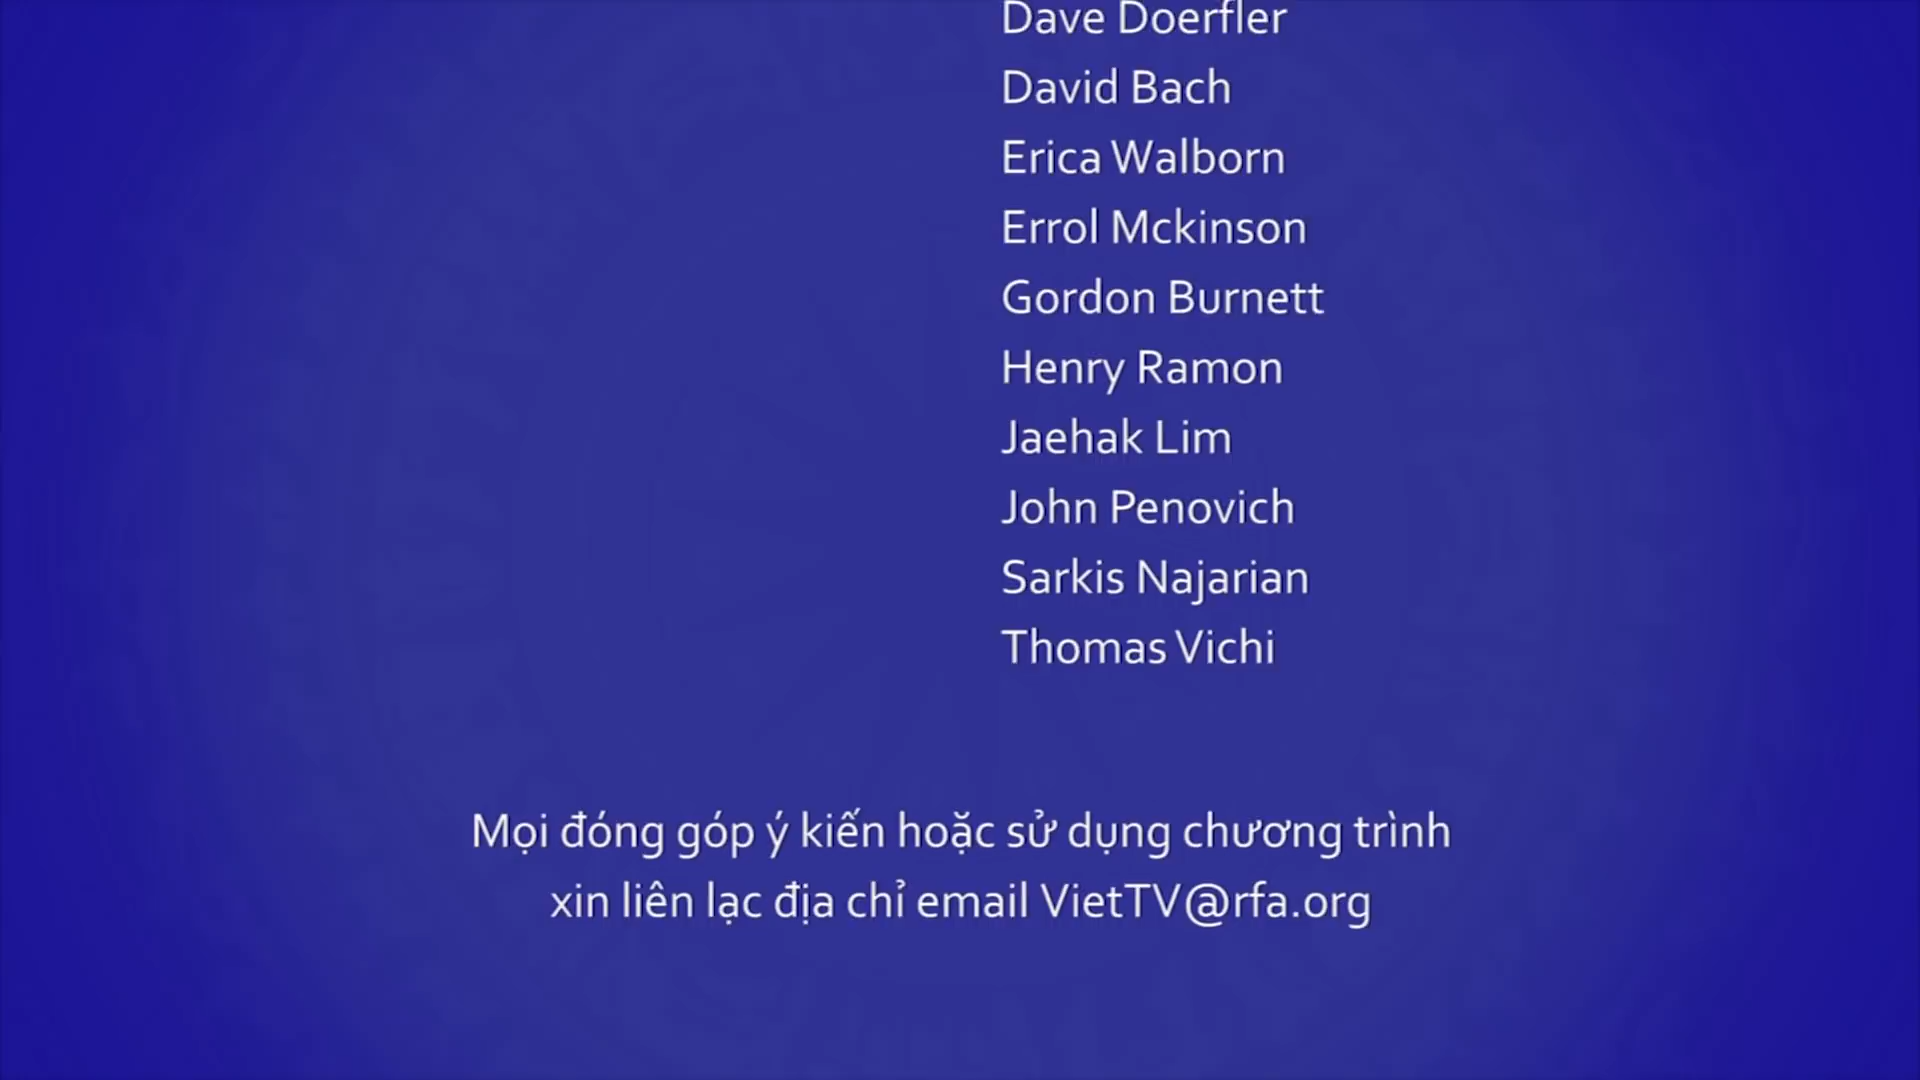 Dave Doerfler
David Bach
Erica Walborn
Errol Mckinson
Gordon Burnett
Henry Ramon
Jaehak Lim
John Penovich
Sarkis Najarian
Thomas Vichi
Mọi đóng góp ý kiến hoặc sử dụng chương trình
xin liên lạc địa chỉ email VietTV@rfa.org